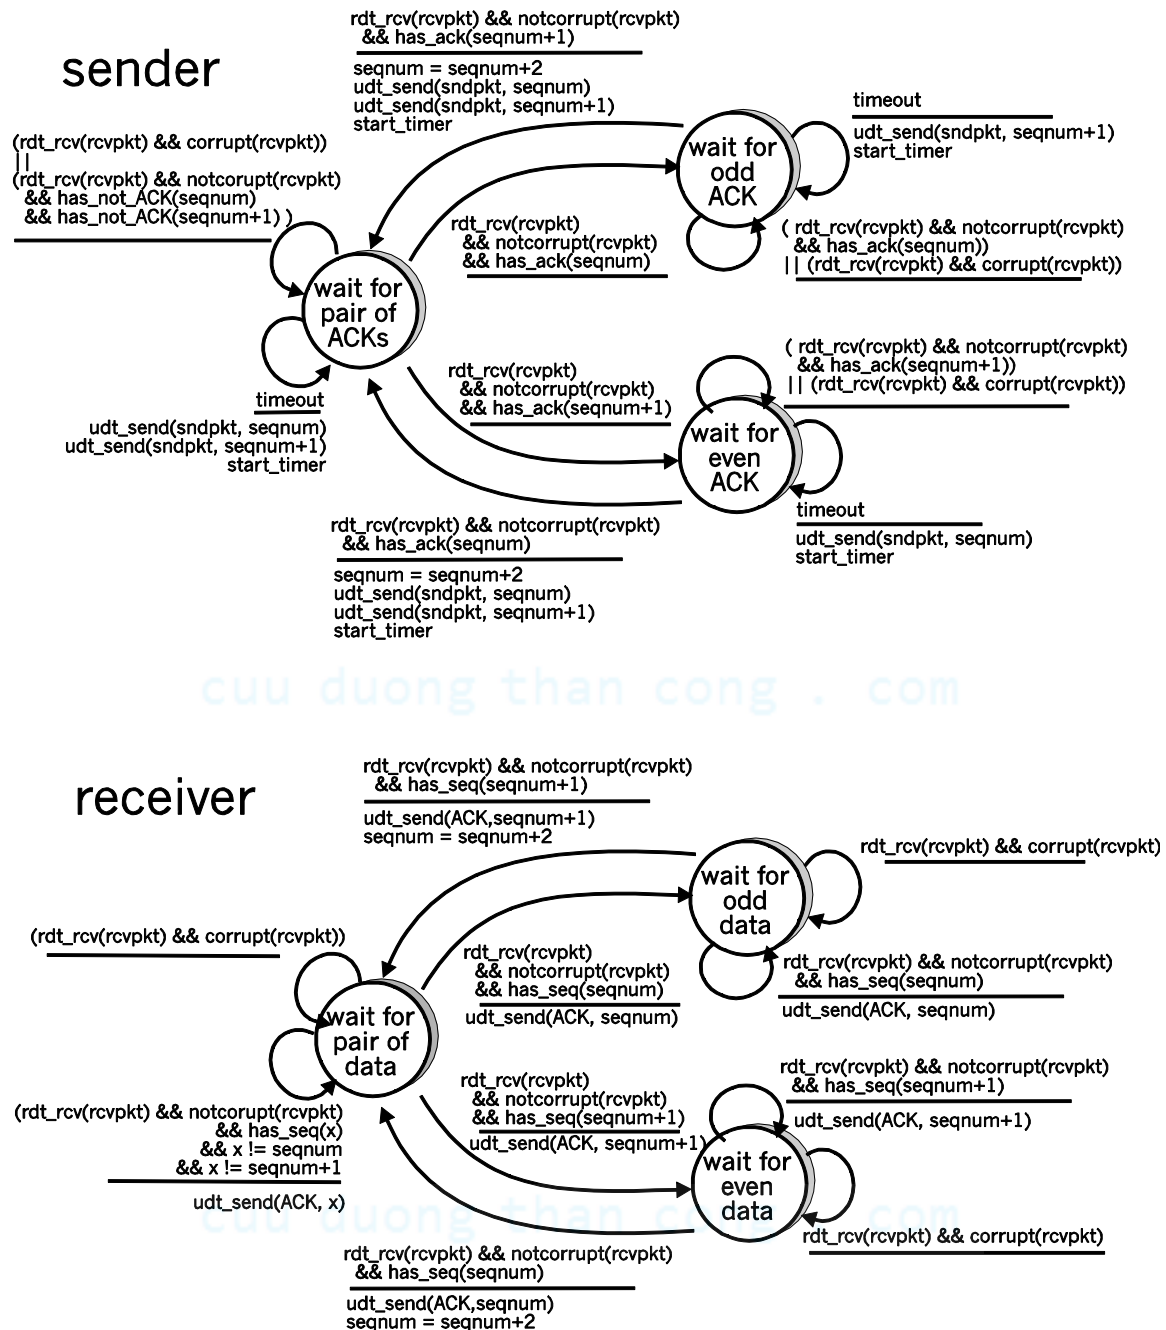 sender
rdt_rcv(rcvpkt) && notcorrupt(rcvpkt)
&& has_ack(seqnum+1)
seqnum = seqnum+2
udt_send(sndpkt, seqnum)
udt_send(sndpkt, seqnum+1)
start_timer
(rdt_rcv(rcvpkt) && corrupt(rcvpkt))
||
(rdt_rcv(rcvpkt) && notcorupt(rcvpkt)
&& has_not_ACK(seqnum)
&& has_not_ACK(seqnum+1) )
wait for
odd
ACK
timeout
udt_send(sndpkt, seqnum+1)
start_timer
rdt_rcv(rcvpkt)
&& notcorrupt(rcvpkt)
&& has_ack(seqnum)
( rdt_rcv(rcvpkt) && notcorrupt(rcvpkt)
&& has_ack(seqnum))
|| (rdt_rcv(rcvpkt) && corrupt(rcvpkt))
wait for
pair of
ACKs
timeout
udt_send(sndpkt, seqnum)
udt_send(sndpkt, seqnum+1)
start_timer
rdt_rcv(rcvpkt)
&& notcorrupt(rcvpkt)
&& has_ack(seqnum+1)
( rdt_rcv(rcvpkt) && notcorrupt(rcvpkt)
&& has_ack(seqnum+1))
|| (rdt_rcv(rcvpkt) && corrupt(rcvpkt))
wait for
even
ACK
timeout
udt_send(sndpkt, seqnum)
start_timer
rdt_rcv(rcvpkt) && notcorrupt(rcvpkt)
&& has_ack(seqnum)
seqnum = seqnum+2
udt_send(sndpkt, seqnum)
udt_send(sndpkt, seqnum+1)
start_timer
cuu duong than cong . com
receiver
rdt_rcv(rcvpkt) && notcorrupt(rcvpkt)
&& has_seq(seqnum+1)
udt_send(ACK,seqnum+1)
seqnum = seqnum+2
wait for
odd
data
rdt_rcv(rcvpkt) && corrupt(rcvpkt)
(rdt_rcv(rcvpkt) && corrupt(rcvpkt))
rdt_rcv(rcvpkt)
&& notcorrupt(rcvpkt)
&& has_seq(seqnum)
udt_send(ACK, seqnum)
rdt_rcv(rcvpkt) && notcorrupt(rcvpkt)
&& has_seq(seqnum)
udt_send(ACK, seqnum)
wait for
pair of
data
(rdt_rcv(rcvpkt) && notcorupt(rcvpkt)
&& has_seq(x)
&& x != seqnum
&& x != seqnum+1
udt_send(ACK, x)
rdt_rcv(rcvpkt)
&& notcorrupt(rcvpkt)
&& has_seq(seqnum+1)
udt_send(ACK, seqnum+1)
rdt_rcv(rcvpkt) && notcorrupt(rcvpkt)
&& has_seq(seqnum+1)
udt_send(ACK, seqnum+1)
wait for
even
data
rdt_rcv(rcvpkt) && corrupt(rcvpkt)
cuu duong than cong . com
rdt_rcv(rcvpkt) && notcorrupt(rcvpkt)
&& has_seq(seqnum)
udt_send(ACK,seqnum)
seqnum = seqnum+2